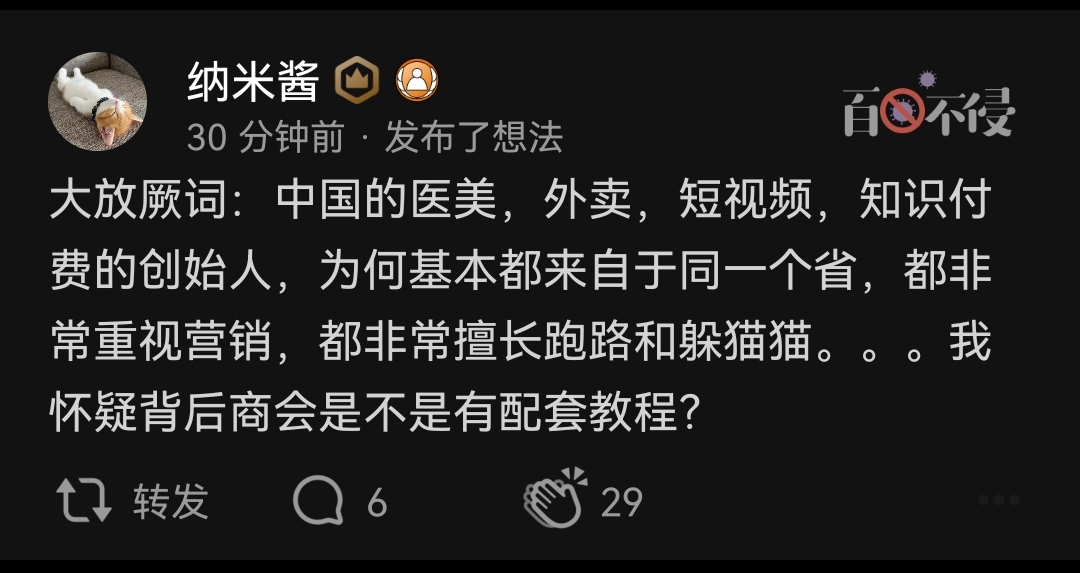 纳米酱
30 分钟前 · 发布了想法
百不侵
大放厥词：中国的医美，外卖，短视频，知识付
费的创始人，为何基本都来自于同一个省，都非
常重视营销，都非常擅长跑路和躲猫猫。。。我
怀疑背后商会是不是有配套教程？
转发
6
29